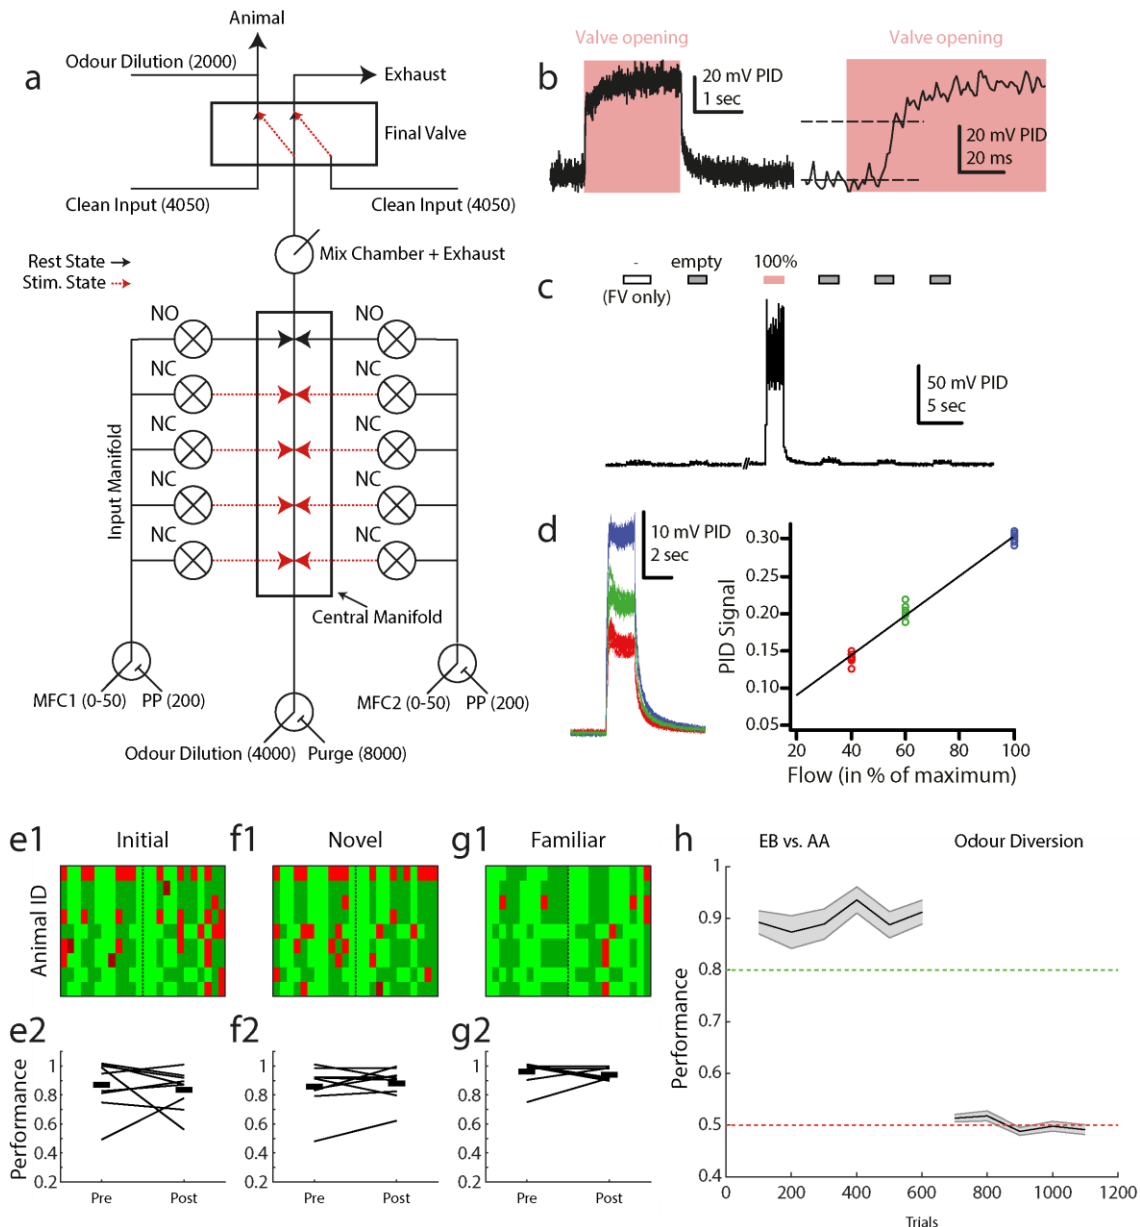 a
Animal
Odour Dilution (2000)
Exhaust
Final Valve
Clean Input (4050)
Clean Input (4050)
Mix Chamber + Exhaust
Rest State
Stim. State
NO
NO
NC
NC
NC
NC
NC
NC
NC
NC
Input Manifold
Central Manifold
MFC1 (0-50)
PP (200)
MFC2 (0-50)
PP (200)
Odour Dilution (4000)
Purge (8000)
b
Valve opening
20 mV PID
1 sec
Valve opening
20 mV PID
20 ms
c
-
empty
100%
(FV only)
50 mV PID
5 sec
d
10 mV PID
2 sec
PID Signal
0.30
0.20
0.15
0.10
0.05
20
40
60
80
100
Flow (in % of maximum)
e1
Initial
f1
Novel
g1
Familiar
Animal ID
e2
f2
g2
Performance
1
0.8
0.6
0.4
0.2
Pre
Post
1
0.8
0.6
0.4
0.2
Pre
Post
1
0.8
0.6
0.4
0.2
Pre
Post
h
EB vs. AA
Odour Diversion
Performance
1
0.9
0.8
0.7
0.6
0.5
0.4
0
200
400
600
800
1000
1200
Trials